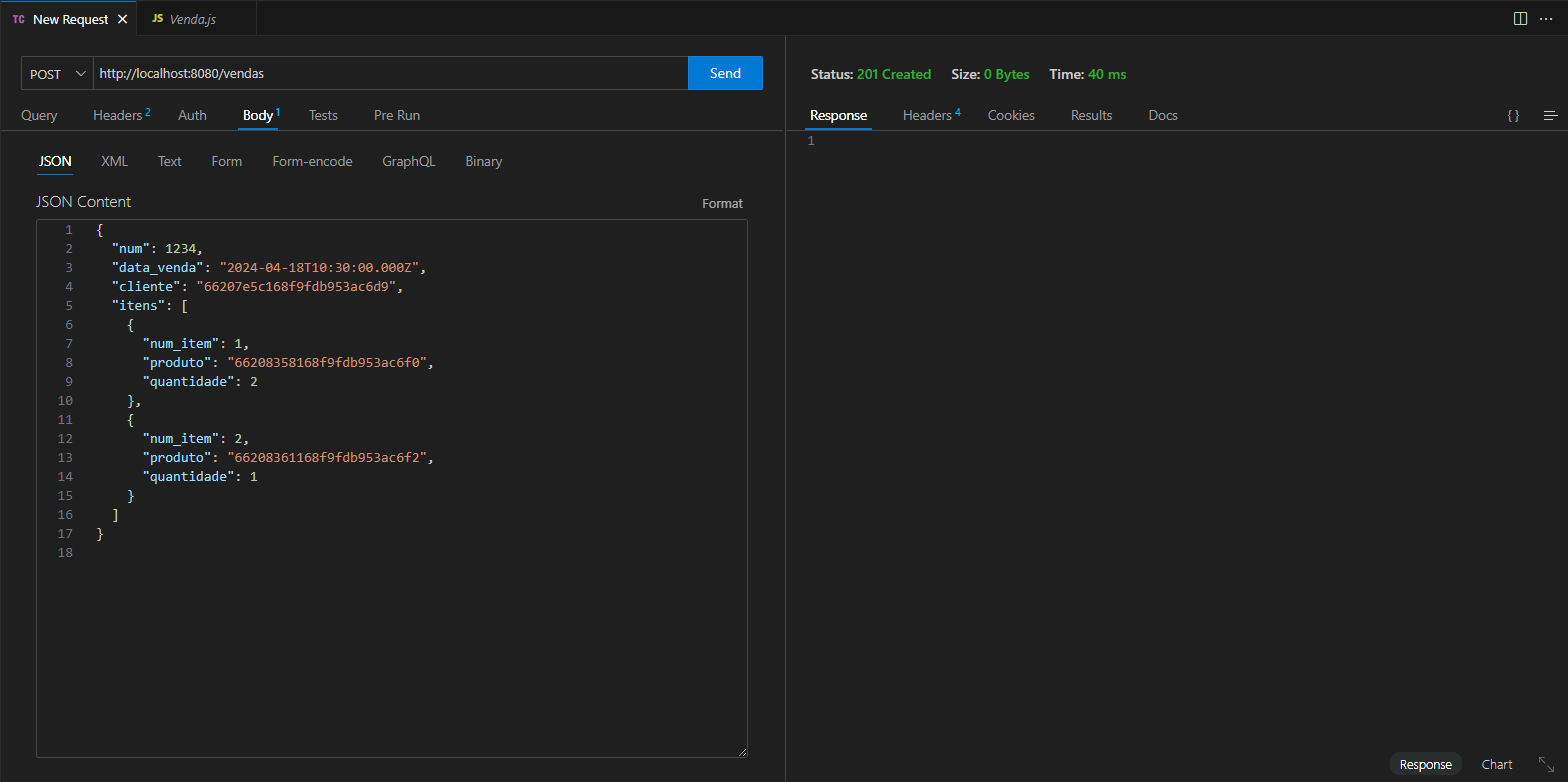 TC New Request
JS Venda.js
POST http://localhost:8080/vendas Send
Query Headers 2 Auth Body 1 Tests Pre Run
JSON XML Text Form Form-encode GraphQL Binary
JSON Content Format
1 {
2 "num": 1234,
3 "data_venda": "2024-04-18T10:30:00.000Z",
4 "cliente": "66207e5c168f9fdb953ac6d9",
5 "itens": [
6 {
7 "num_item": 1,
8 "produto": "66208358168f9fdb953ac6f0",
9 "quantidade": 2
10 },
11 {
12 "num_item": 2,
13 "produto": "66208361168f9fdb953ac6f2",
14 "quantidade": 1
15 }
16 ]
17 }
18
Status: 201 Created Size: 0 Bytes Time: 40 ms
Response Headers 4 Cookies Results Docs { }
1
Response Chart